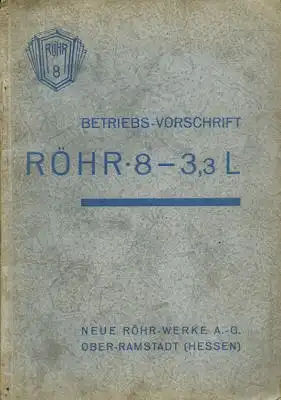 RÖHR
8
BETRIEBS-VORSCHRIFT
RÖHR·8–3,3 L
NEUE RÖHR-WERKE A.-G.
OBER-RAMSTADT (HESSEN)